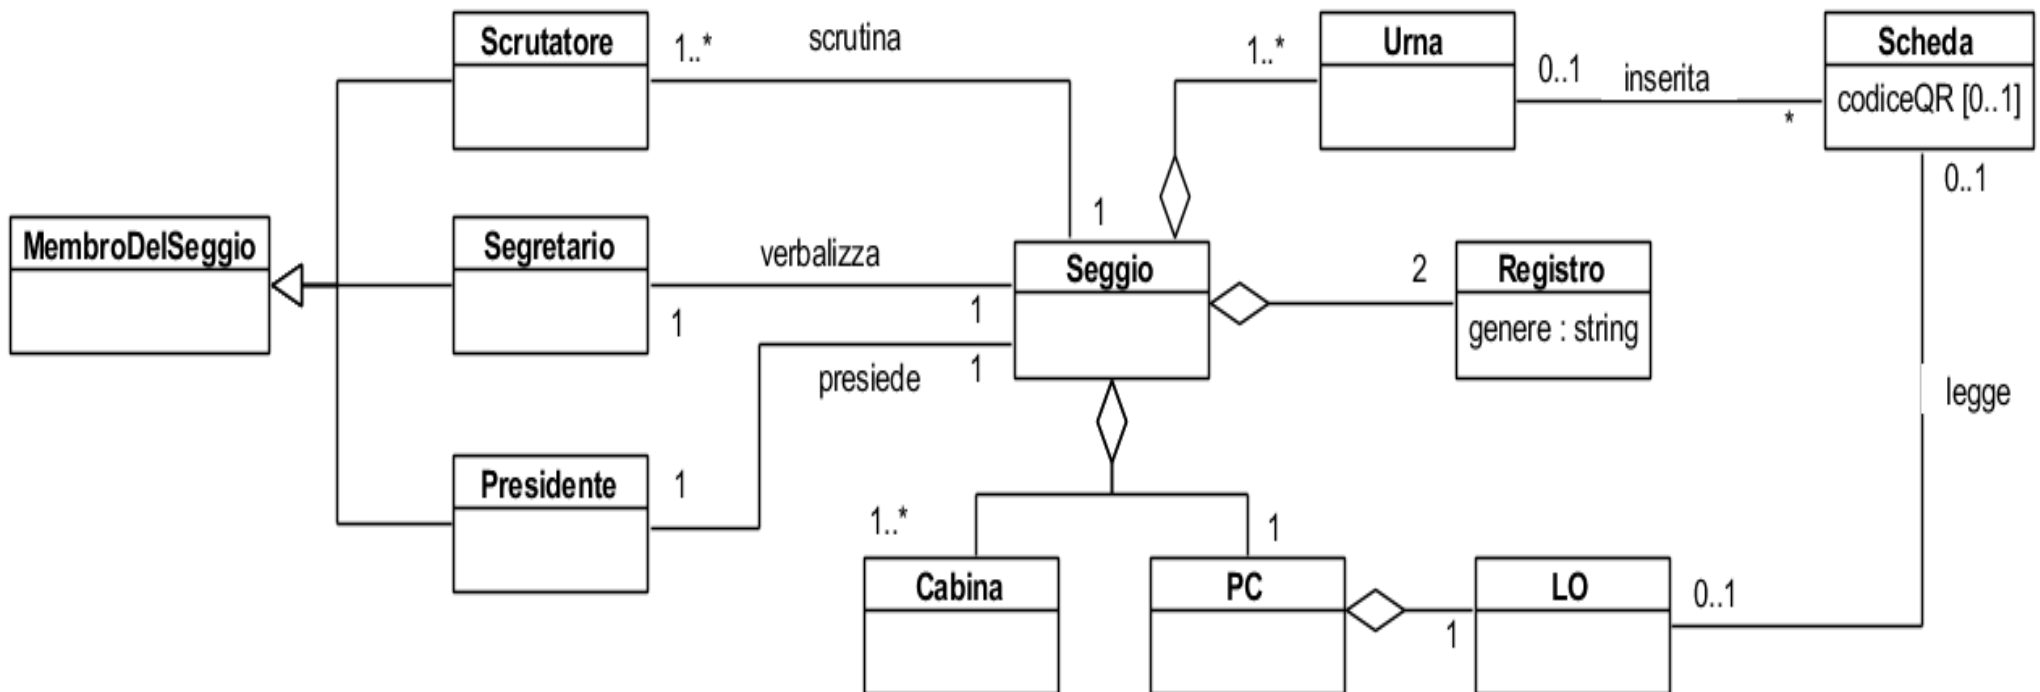 Scrutatore
1..*
scrutina
1..*
Urna
0..1
inserita
*
Scheda
codiceQR [0..1]
0..1
1
MembroDelSeggio
Segretario
verbalizza
1
1
Seggio
2
Registro
genere : string
presiede
1
legge
Presidente
1
1..*
1
Cabina
PC
1
LO
0..1